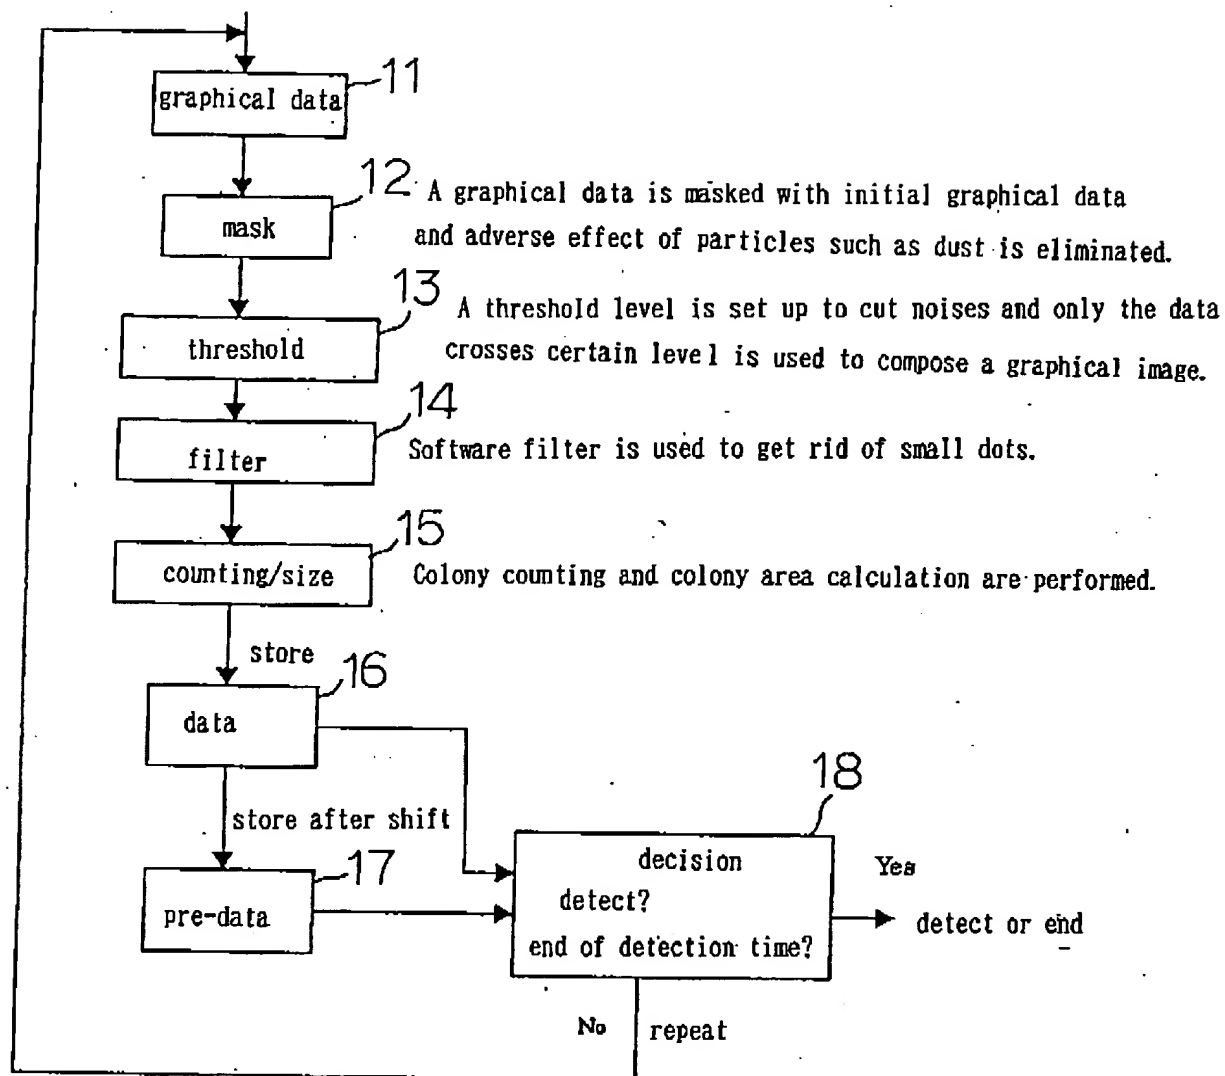 11
graphical data
12
mask
A graphical data is masked with initial graphical data
and adverse effect of particles such as dust is eliminated.
13
threshold
A threshold level is set up to cut noises and only the data
crosses certain level is used to compose a graphical image.
14
filter
Software filter is used to get rid of small dots.
15
counting/size
Colony counting and colony area calculation are performed.
store
16
data
store after shift
17
pre-data
18
decision
detect?
end of detection time?
Yes
detect or end
No
repeat